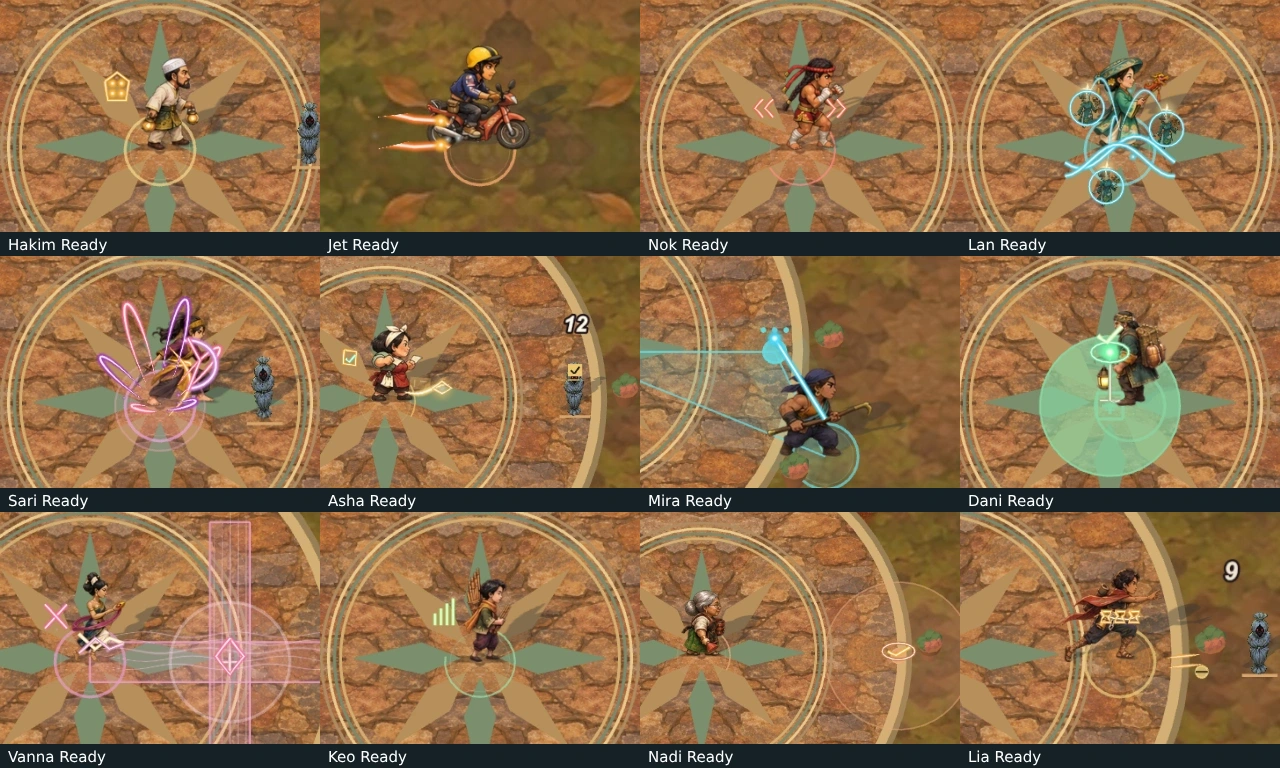 Hakim Ready
Jet Ready
Nok Ready
Lan Ready
12
Sari Ready
Asha Ready
Mira Ready
Dani Ready
9
Vanna Ready
Keo Ready
Nadi Ready
Lia Ready